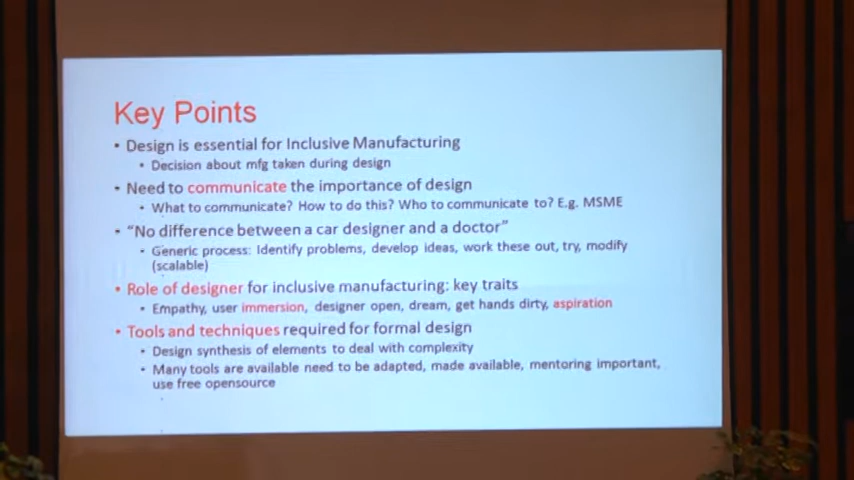 Key Points
• Design is essential for Inclusive Manufacturing
• Decision about mfg taken during design
• Need to communicate the importance of design
• What to communicate? How to do this? Who to communicate to? E.g. MSME
• “No difference between a car designer and a doctor”
• Generic process: Identify problems, develop ideas, work these out, try, modify
(scalable)
• Role of designer for inclusive manufacturing: key traits
• Empathy, user immersion, designer open, dream, get hands dirty, aspiration
• Tools and techniques required for formal design
• Design synthesis of elements to deal with complexity
• Many tools are available need to be adapted, made available, mentoring important,
use free opensource